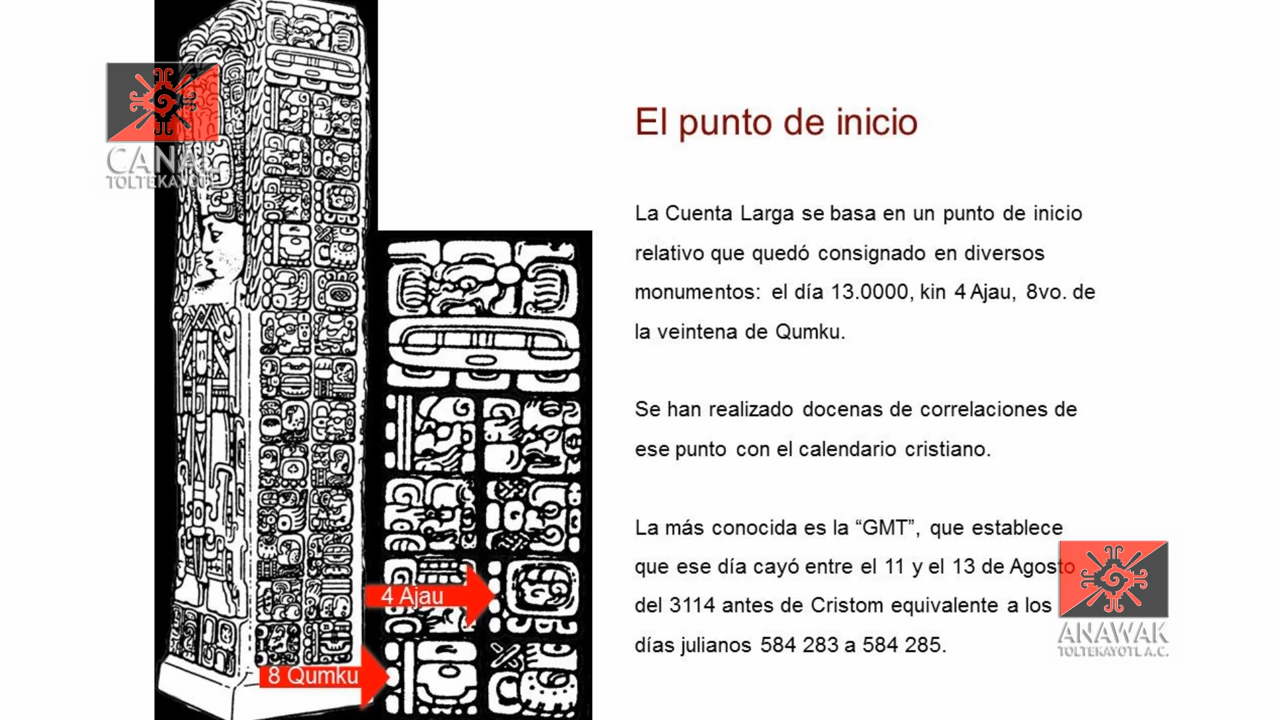 CANAL
TOLTEKAYOTL
El punto de inicio
La Cuenta Larga se basa en un punto de inicio
relativo que quedó consignado en diversos
monumentos: el día 13.0000, kin 4 Ajau, 8vo. de
la veintena de Qumku.
Se han realizado docenas de correlaciones de
ese punto con el calendario cristiano.
La más conocida es la “GMT”, que establece
que ese día cayó entre el 11 y el 13 de Agosto
del 3114 antes de Cristom equivalente a los
días julianos 584 283 a 584 285.
4 Ajau
8 Qumku
ANAWAK
TOLTEKAYOTL A.C.